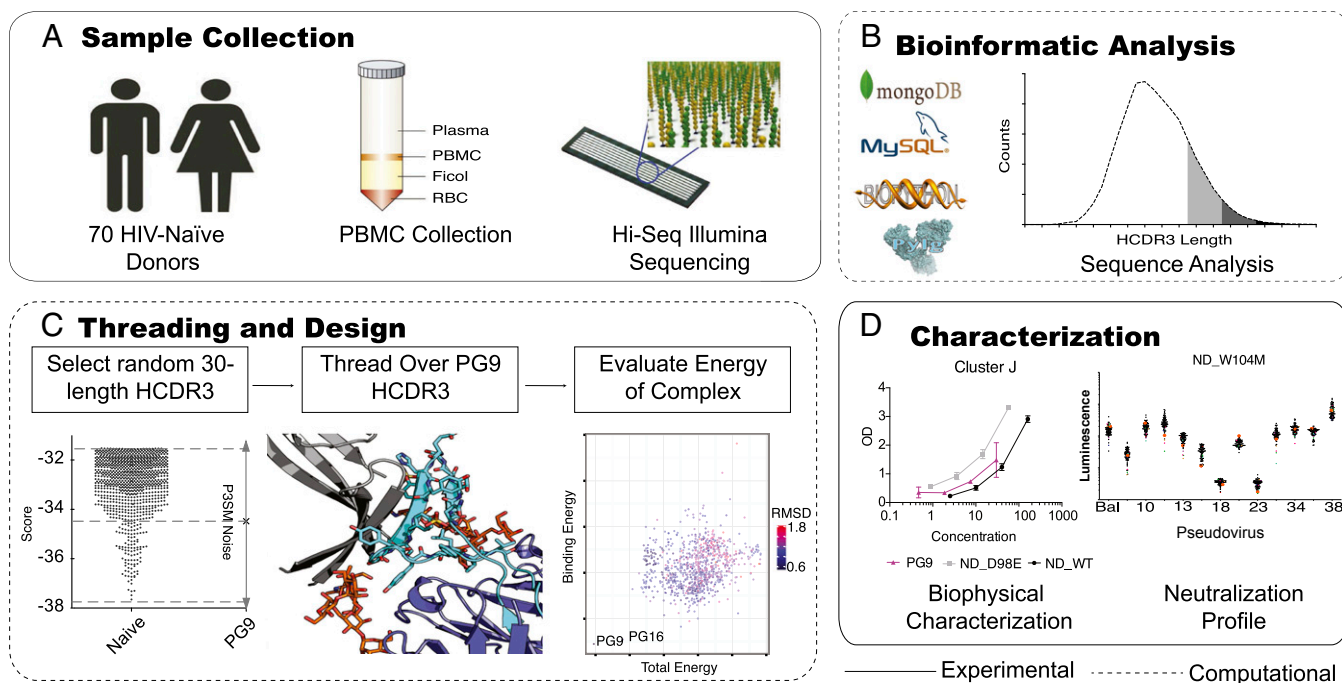 A Sample Collection
Plasma
PBMC
Ficol
RBC
70 HIV-Naïve
Donors
PBMC Collection
Hi-Seq Illumina
Sequencing
B Bioinformatic Analysis
mongoDB
MySQL®
BIOPYTHON
PyIg
Counts
HCDR3 Length
Sequence Analysis
C Threading and Design
Select random 30-
length HCDR3
Thread Over PG9
HCDR3
Evaluate Energy
of Complex
Score
-32
-34
-36
-38
Naive
PG9
P3SM Noise
Binding Energy
Total Energy
PG9
PG16
RMSD
1.8
0.6
D Characterization
Cluster J
OD
4
3
2
1
0
0.1 1 10 100 1000
Concentration
PG9 ND_D98E ND_WT
Biophysical
Characterization
ND_W104M
Luminescence
Bal 10 13 18 23 34 38
Pseudovirus
Neutralization
Profile
Experimental Computational